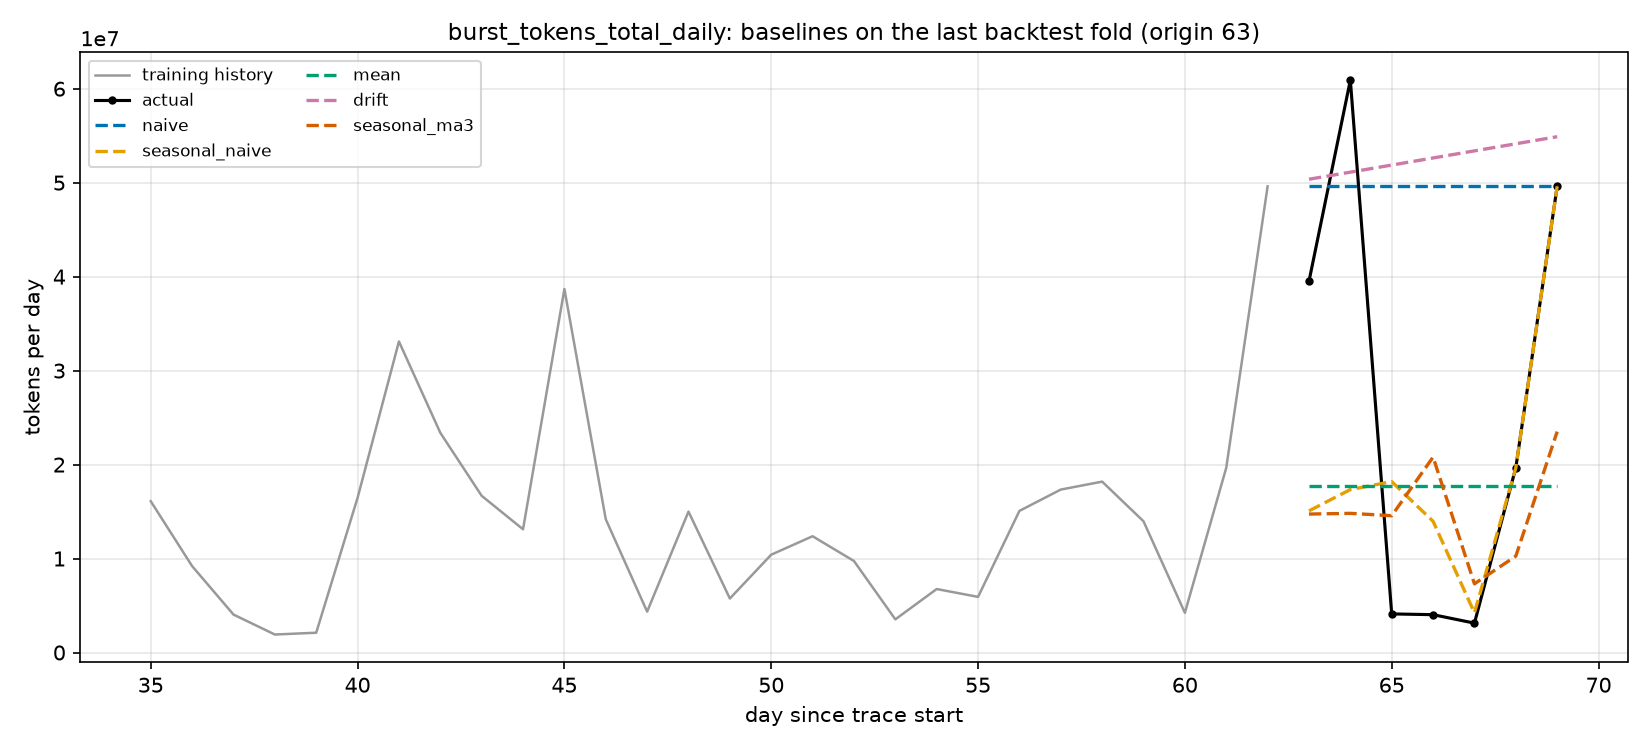 burst_tokens_total_daily: baselines on the last backtest fold (origin 63)
1e7
training history
actual
naive
seasonal_naive
mean
drift
seasonal_ma3
6
5
4
3
2
1
0
tokens per day
35 40 45 50 55 60 65 70
day since trace start